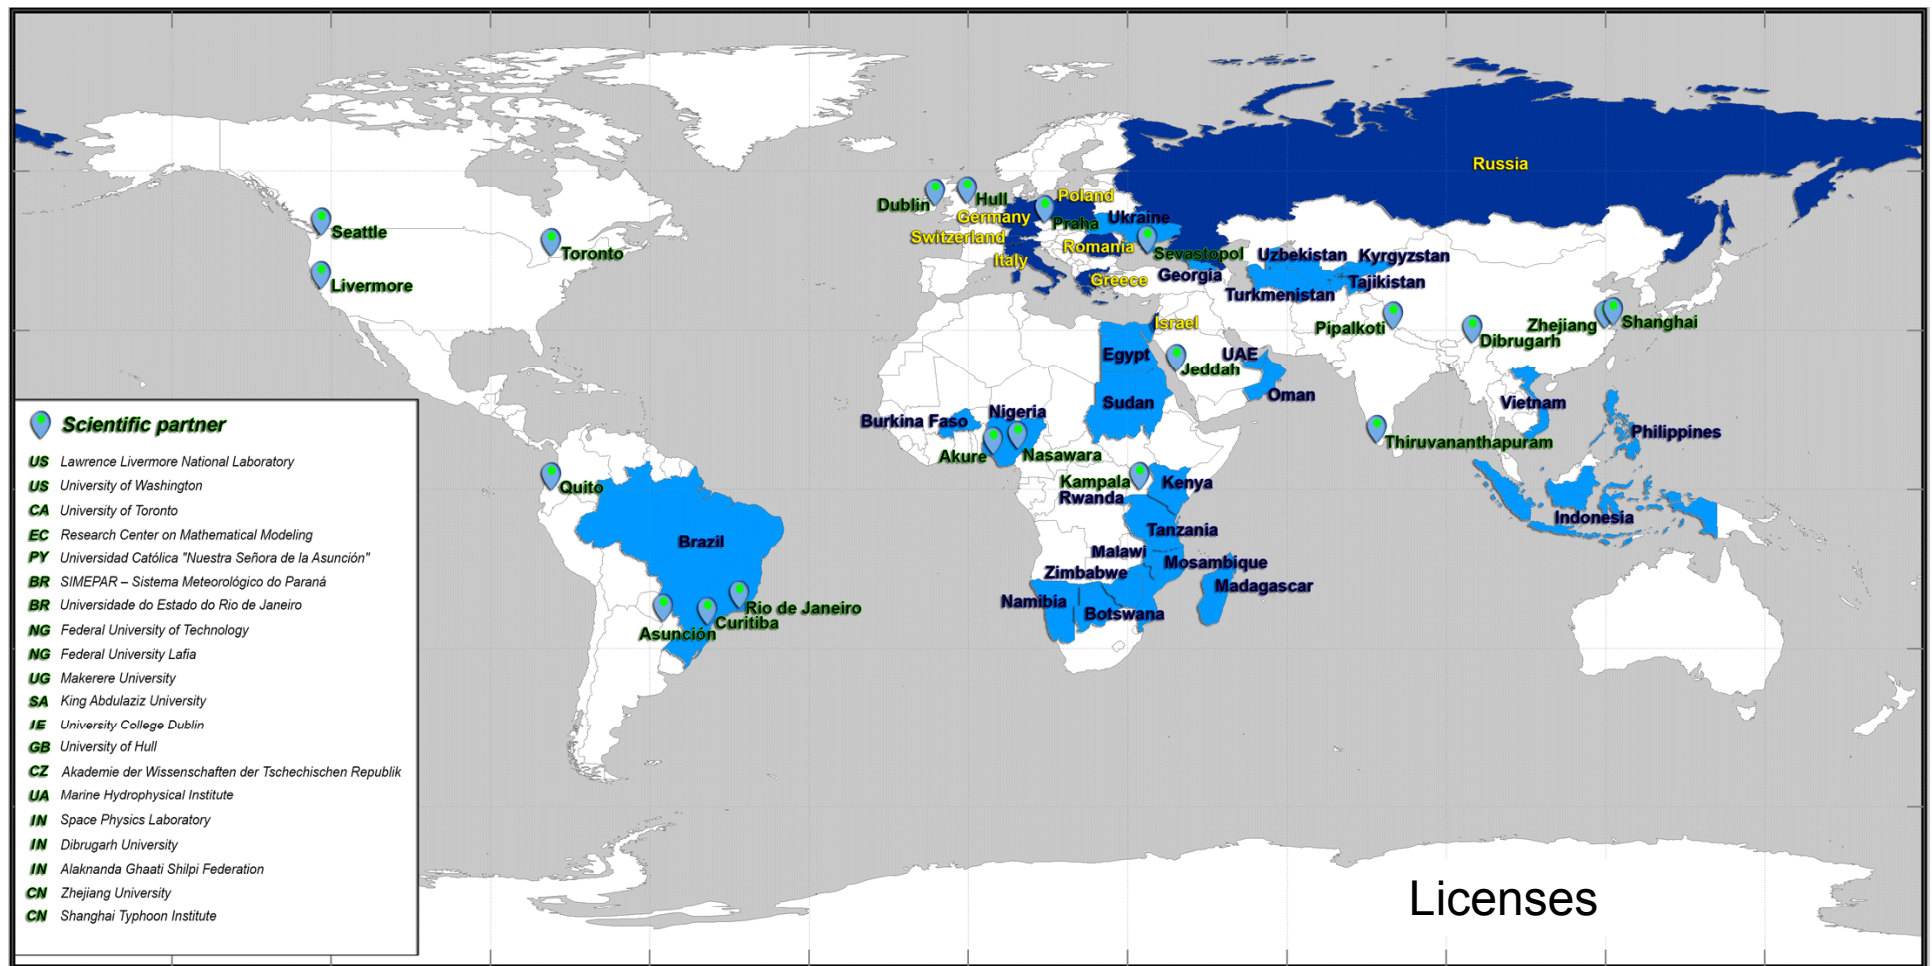 Russia
Poland
Dublin
Hull
Germany
Praha
Ukraine
Seattle
Switzerland
Romania
Sevastopol
Toronto
Italy
Uzbekistan
Kyrgyzstan
Georgia
Greece
Livermore
Turkmenistan
Tajikistan
Israel
Pipalkoti
Zhejiang
Shanghai
Dibrugarh
Egypt
UAE
Jeddah
Oman
Sudan
Vietnam
Burkina Faso
Nigeria
Philippines
Thiruvananthapuram
Akure
Nasawara
Kampala
Kenya
Quito
Rwanda
Indonesia
Tanzania
Brazil
Malawi
Mosambique
Zimbabwe
Madagascar
Namibia
Rio de Janeiro
Botswana
Curitiba
Asunción
Scientific partner
US Lawrence Livermore National Laboratory
US University of Washington
CA University of Toronto
EC Research Center on Mathematical Modeling
PY Universidad Católica "Nuestra Señora de la Asunción"
BR SIMEPAR – Sistema Meteorológico do Paraná
BR Universidade do Estado do Rio de Janeiro
NG Federal University of Technology
NG Federal University Lafia
UG Makerere University
SA King Abdulaziz University
IE University College Dublin
GB University of Hull
CZ Akademie der Wissenschaften der Tschechischen Republik
UA Marine Hydrophysical Institute
IN Space Physics Laboratory
IN Dibrugarh University
IN Alaknanda Ghaati Shilpi Federation
CN Zhejiang University
CN Shanghai Typhoon Institute
Licenses